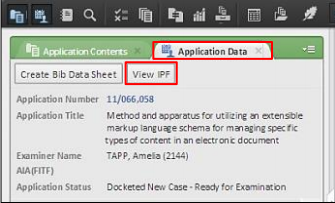 Application Contents Application Data
Create Bib Data Sheet View IPF
Application Number 11/066,058
Application Title Method and apparatus for utilizing an extensible
markup language schema for managing specific
types of content in an electronic document
Examiner Name TAPP, Amelia (2144)
AIA(FITF)
Application Status Docketed New Case - Ready for Examination